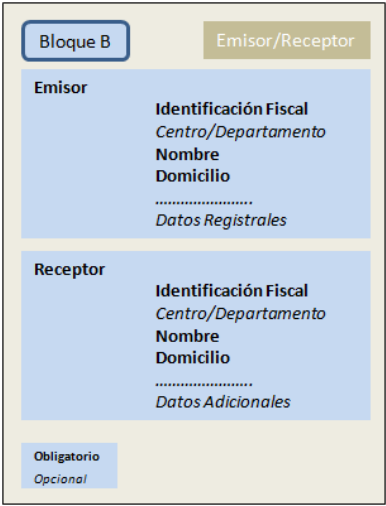 Bloque B
Emisor/Receptor
Emisor
Identificación Fiscal
Centro/Departamento
Nombre
Domicilio
.......................
Datos Registrales
Receptor
Identificación Fiscal
Centro/Departamento
Nombre
Domicilio
.......................
Datos Adicionales
Obligatorio
Opcional